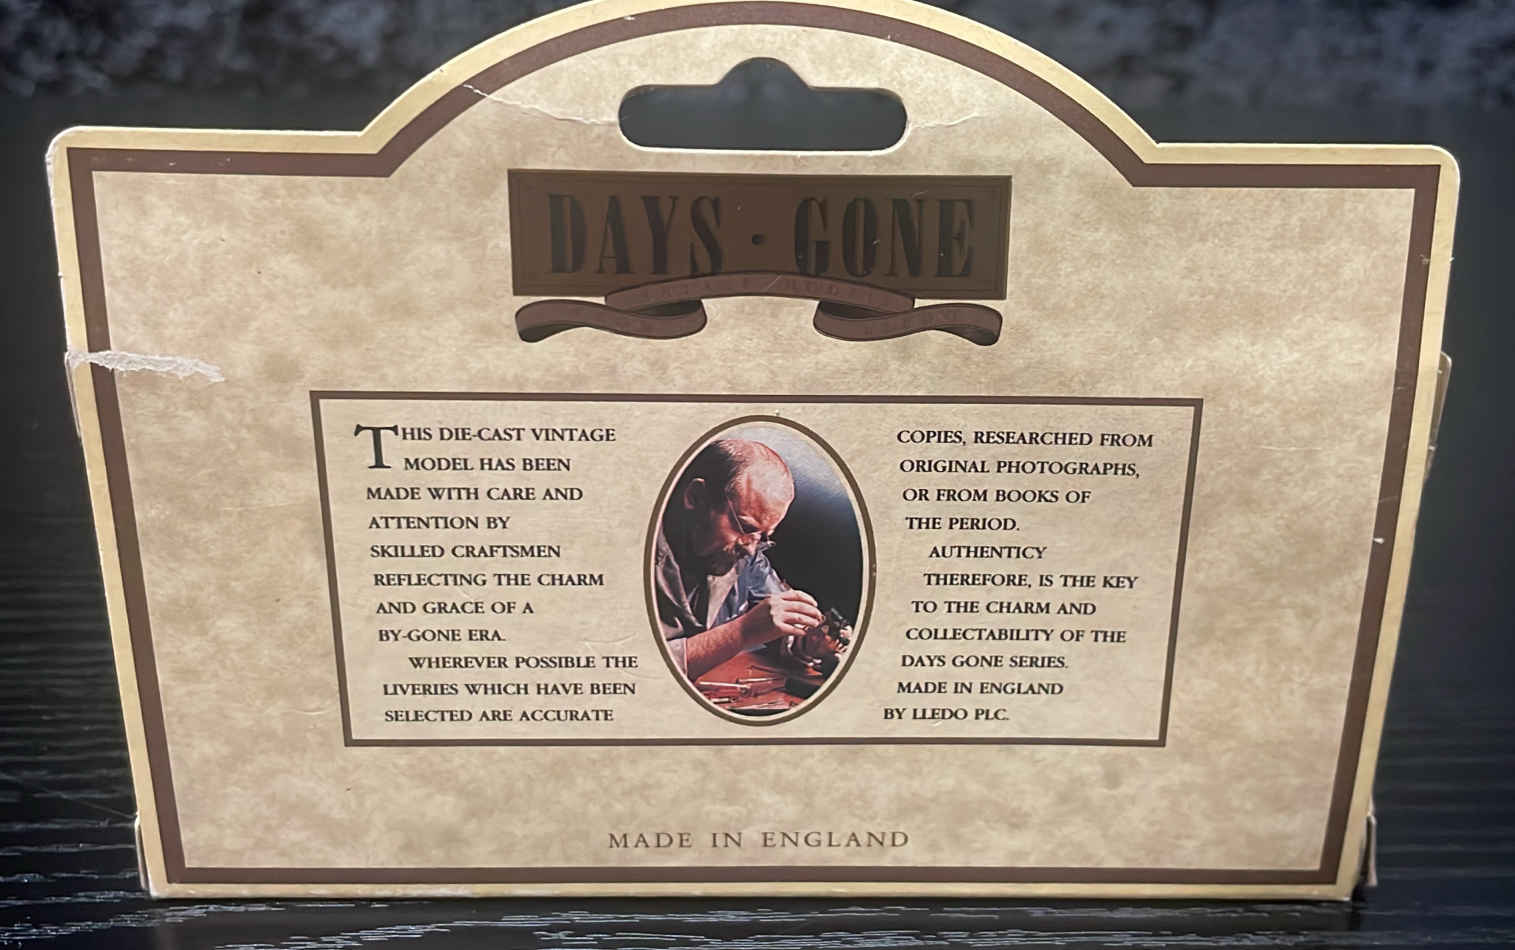 DAYS · GONE
THIS DIE-CAST VINTAGE
MODEL HAS BEEN
MADE WITH CARE AND
ATTENTION BY
SKILLED CRAFTSMEN
REFLECTING THE CHARM
AND GRACE OF A
BY-GONE ERA.
WHEREVER POSSIBLE THE
LIVERIES WHICH HAVE BEEN
SELECTED ARE ACCURATE
COPIES, RESEARCHED FROM
ORIGINAL PHOTOGRAPHS,
OR FROM BOOKS OF
THE PERIOD.
AUTHENTICY
THEREFORE, IS THE KEY
TO THE CHARM AND
COLLECTABILITY OF THE
DAYS GONE SERIES.
MADE IN ENGLAND
BY LLEDO PLC.
MADE IN ENGLAND